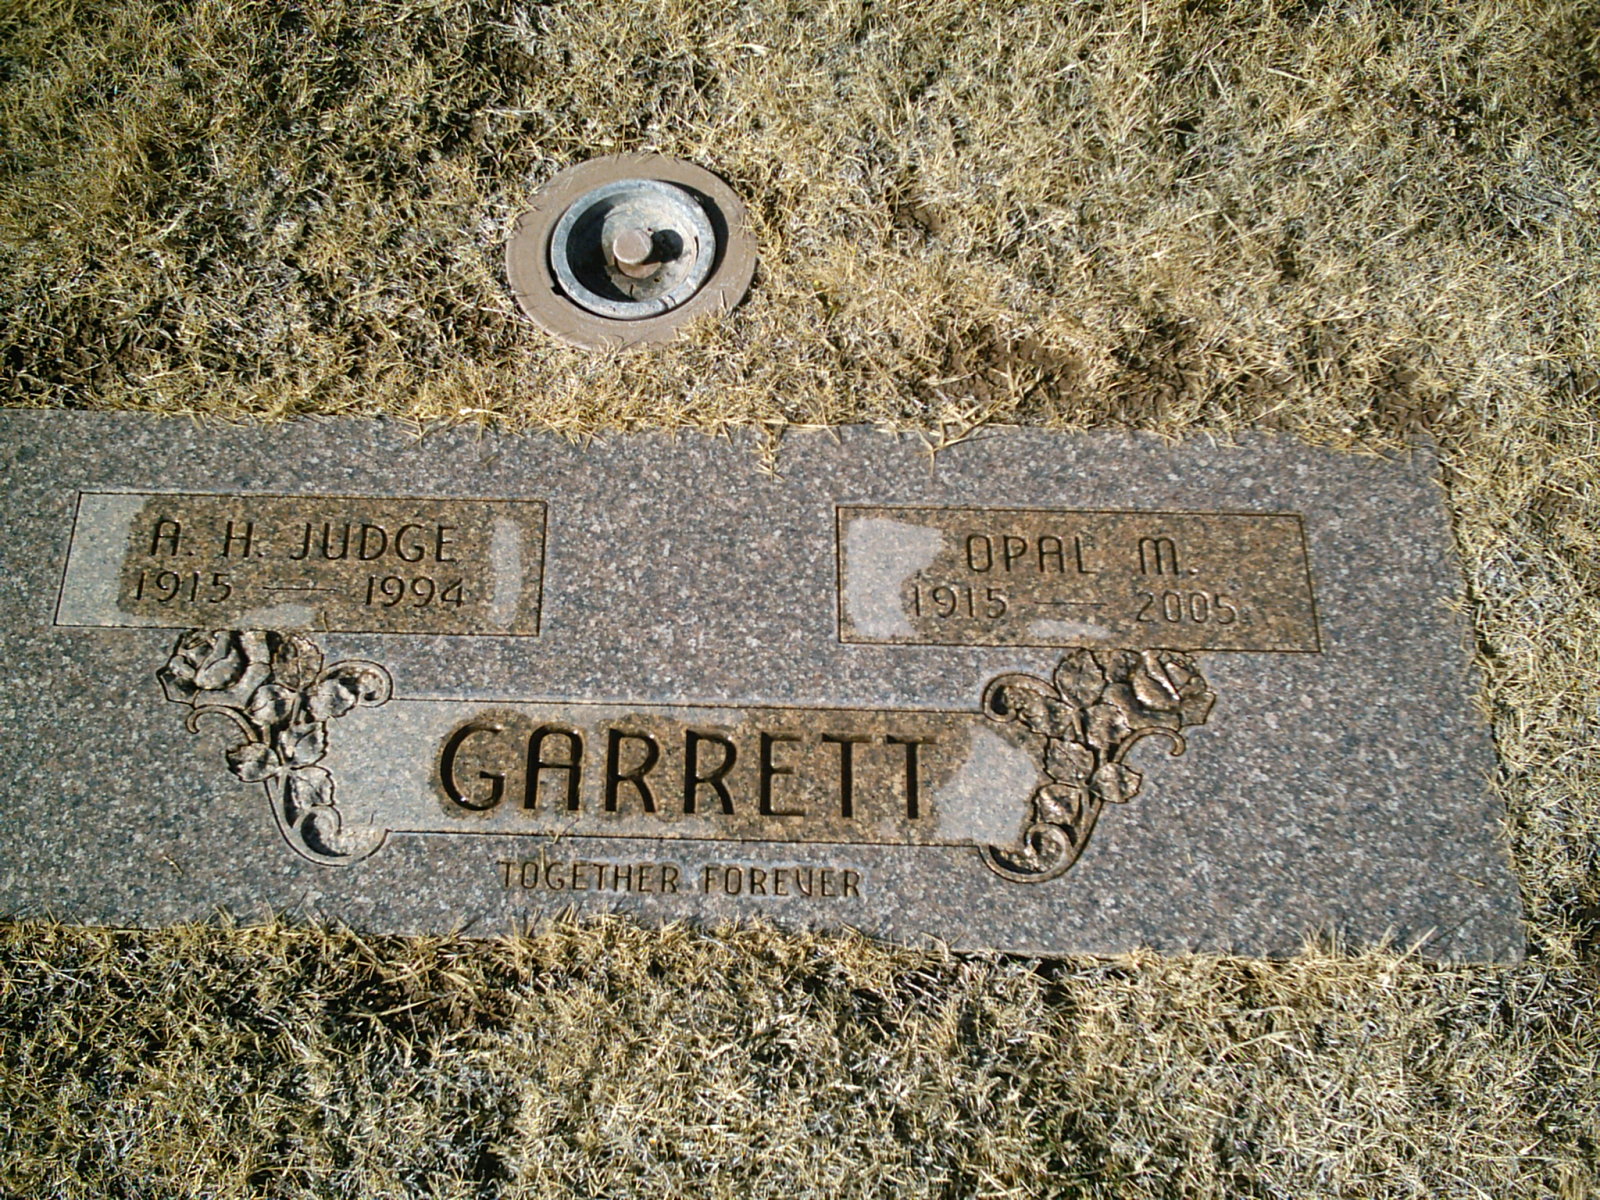 A. H. JUDGE
1915 — 1994
OPAL M.
1915 — 2005
GARRETT
TOGETHER FOREVER